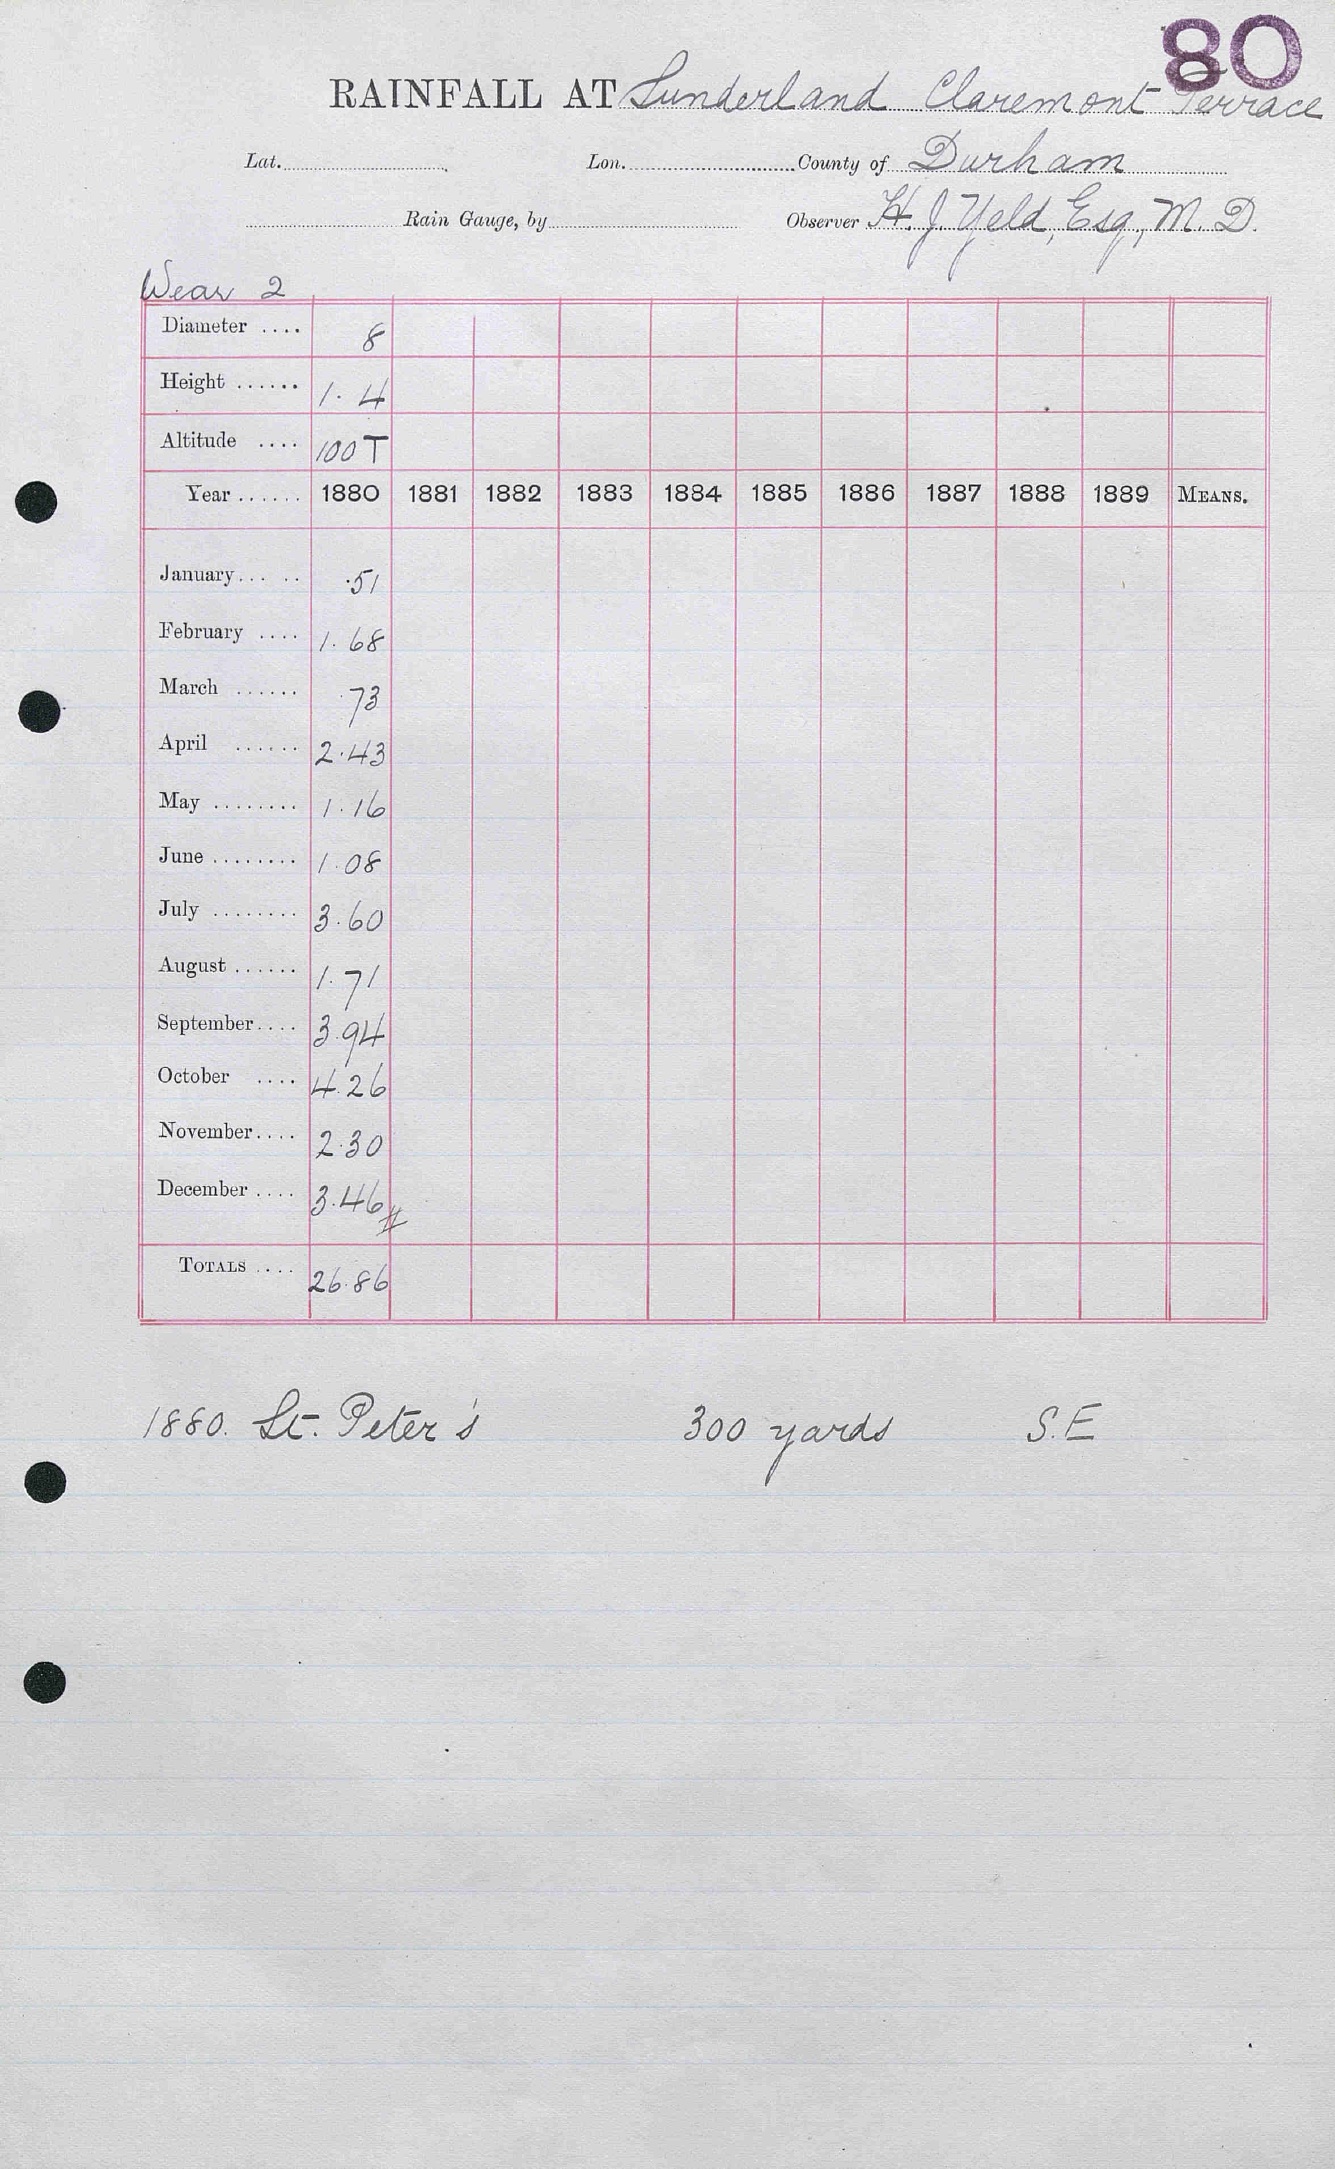 80
RAINFALL AT Sunderland Claremont Terrace
Lat. Lon. County of Durham
Rain Gauge, by Observer H. J. Yeld, Esq., M. D.
Wear 2
Diameter .... 8
Height ...... 1. 4
Altitude .... 100 T
Year ...... 1880 1881 1882 1883 1884 1885 1886 1887 1888 1889 MEANS.
January... .. .51
February .... 1. 68
March ...... .73
April ...... 2.43
May ........ 1.16
June ........ 1.08
July ........ 3.60
August ...... 1.71
September.... 3.94
October .... 4.26
November.... 2.30
December .... 3.46
TOTALS .... 26.86
1880. St. Peter's 300 yards S.E